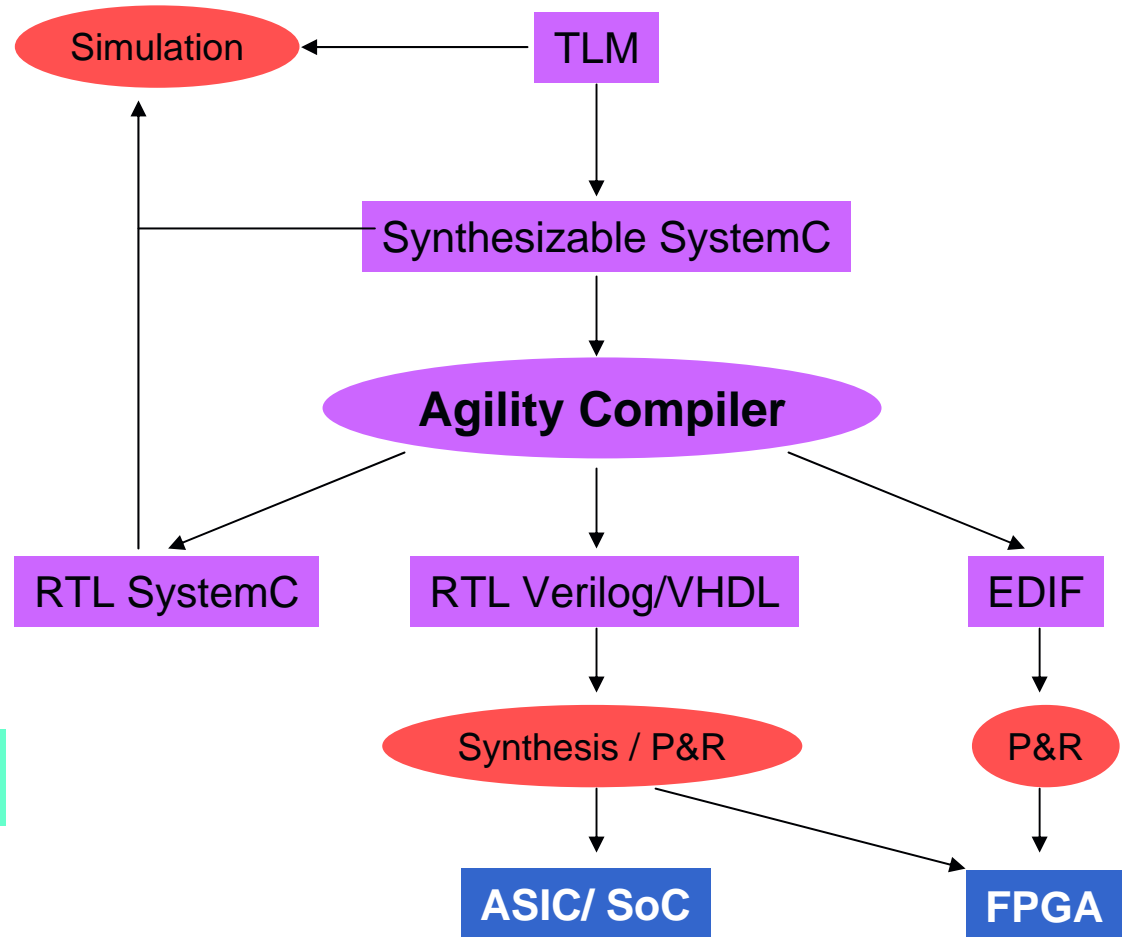 Simulation
TLM
Synthesizable SystemC
Agility Compiler
RTL SystemC
RTL Verilog/VHDL
EDIF
Synthesis / P&R
P&R
ASIC/ SoC
FPGA